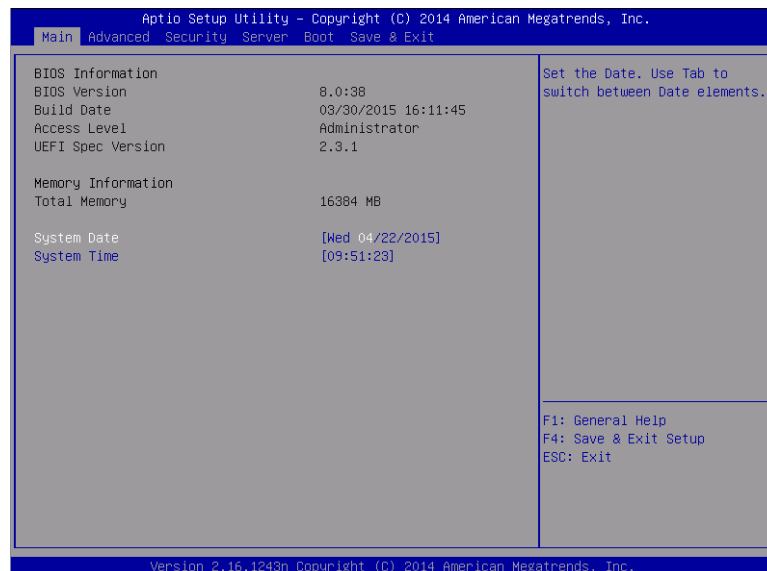 Aptio Setup Utility – Copyright (C) 2014 American Megatrends, Inc.
Main Advanced Security Server Boot Save & Exit
BIOS Information
BIOS Version 8.0:38
Build Date 03/30/2015 16:11:45
Access Level Administrator
UEFI Spec Version 2.3.1
Memory Information
Total Memory 16384 MB
System Date [Wed 04/22/2015]
System Time [09:51:23]
Set the Date. Use Tab to
switch between Date elements.
F1: General Help
F4: Save & Exit Setup
ESC: Exit
Version 2.16.1243n Copyright (C) 2014 American Megatrends, Inc.